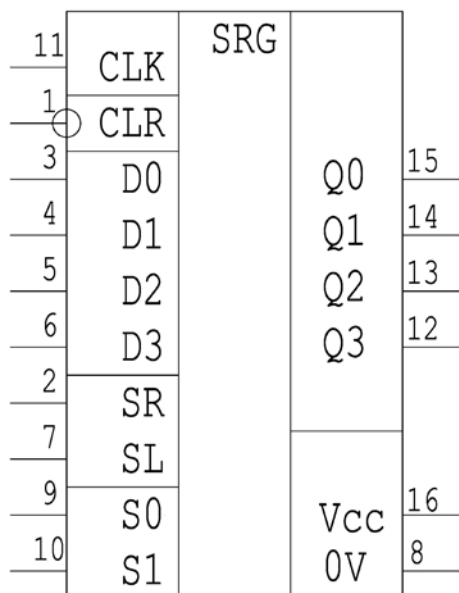 SRG
11 CLK
1 CLR
3 D0 Q0 15
4 D1 Q1 14
5 D2 Q2 13
6 D3 Q3 12
2 SR
7 SL
9 S0 Vcc 16
10 S1 0V 8